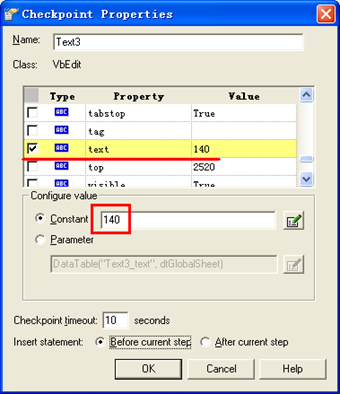 Checkpoint Properties
Name: Text3
Class: VbEdit
Type Property Value
ABC tabstop True
ABC tag
ABC text 140
ABC top 2520
ABC visible True
Configure value
Constant 140
Parameter
DataTable("Text3_text", dtGlobalSheet)
Checkpoint timeout: 10 seconds
Insert statement: Before current step After current step
OK Cancel Help